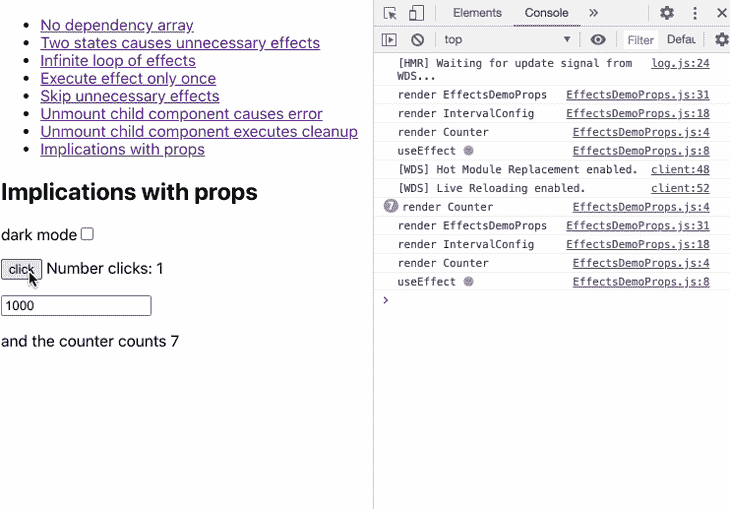 No dependency array
Two states causes unnecessary effects
Infinite loop of effects
Execute effect only once
Skip unnecessary effects
Unmount child component causes error
Unmount child component executes cleanup
Implications with props
Implications with props
dark mode
click Number clicks: 1
1000
and the counter counts 7
Elements Console »
top Filter Defau
[HMR] Waiting for update signal from log.js:24
WDS...
render EffectsDemoProps EffectsDemoProps.js:31
render IntervalConfig EffectsDemoProps.js:18
render Counter EffectsDemoProps.js:4
useEffect EffectsDemoProps.js:8
[WDS] Hot Module Replacement enabled. client:48
[WDS] Live Reloading enabled. client:52
7 render Counter EffectsDemoProps.js:4
render EffectsDemoProps EffectsDemoProps.js:31
render IntervalConfig EffectsDemoProps.js:18
render Counter EffectsDemoProps.js:4
useEffect EffectsDemoProps.js:8